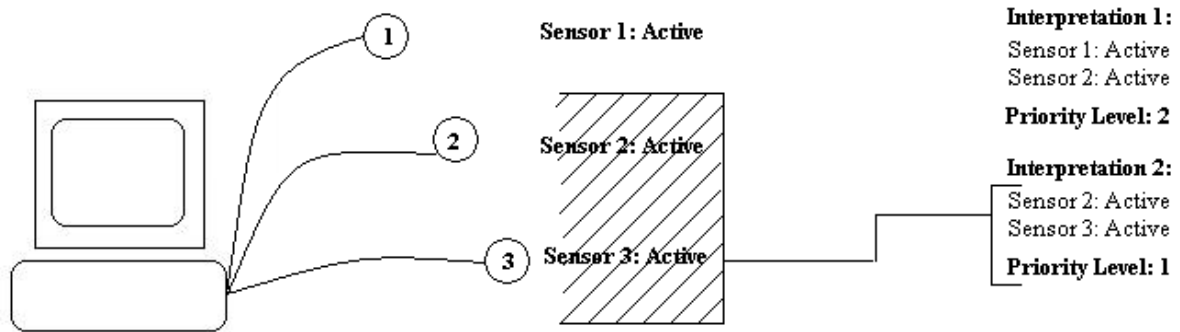 1
Sensor 1: Active
2
Sensor 2: Active
3
Sensor 3: Active
Interpretation 1:
Sensor 1: Active
Sensor 2: Active
Priority Level: 2
Interpretation 2:
Sensor 2: Active
Sensor 3: Active
Priority Level: 1